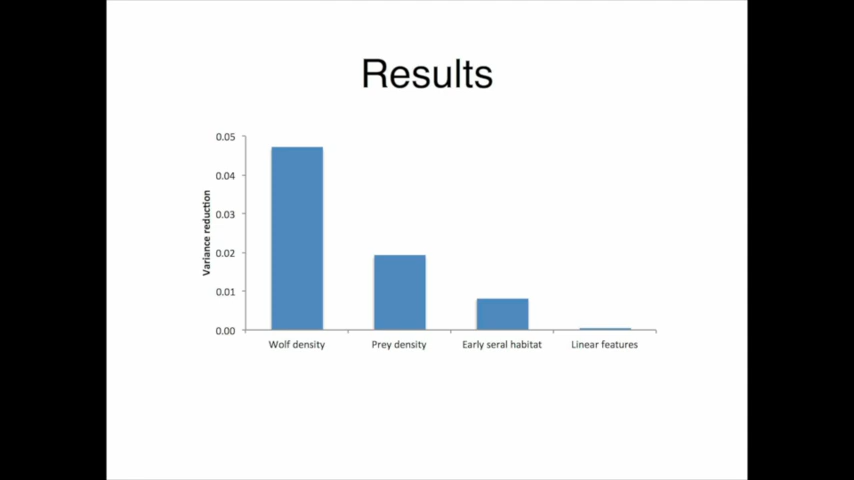 Results
0.05
0.04
0.03
0.02
0.01
0.00
Variance reduction
Wolf density
Prey density
Early seral habitat
Linear features